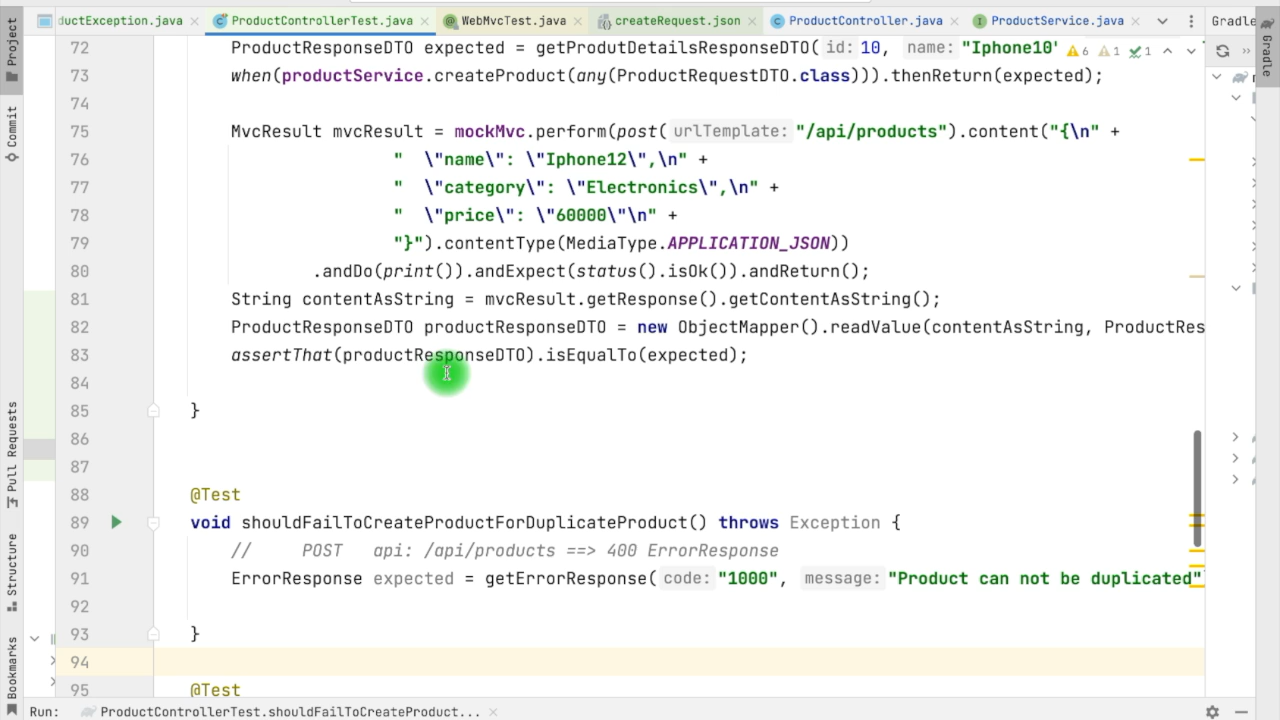 ductException.java
ProductControllerTest.java
WebMvcTest.java
createRequest.json
ProductController.java
ProductService.java
Gradle
Project
Commit
Pull Requests
Structure
Bookmarks
Gradle
6 1 1
72 ProductResponseDTO expected = getProdutDetailsResponseDTO( id: 10, name: "Iphone10"
73 when(productService.createProduct(any(ProductRequestDTO.class))).thenReturn(expected);
74
75 MvcResult mvcResult = mockMvc.perform(post( urlTemplate: "/api/products").content("{\n" +
76 "  \"name\": \"Iphone12\",\n" +
77 "  \"category\": \"Electronics\",\n" +
78 "  \"price\": \"60000\"\n" +
79 "}").contentType(MediaType.APPLICATION_JSON))
80 .andDo(print()).andExpect(status().isOk()).andReturn();
81 String contentAsString = mvcResult.getResponse().getContentAsString();
82 ProductResponseDTO productResponseDTO = new ObjectMapper().readValue(contentAsString, ProductRes
83 assertThat(productResponseDTO).isEqualTo(expected);
84
85 }
86
87
88 @Test
89 void shouldFailToCreateProductForDuplicateProduct() throws Exception {
90 //     POST   api: /api/products ==> 400 ErrorResponse
91 ErrorResponse expected = getErrorResponse( code: "1000", message: "Product can not be duplicated"
92
93 }
94
95 @Test
Run: ProductControllerTest.shouldFailToCreateProduct...